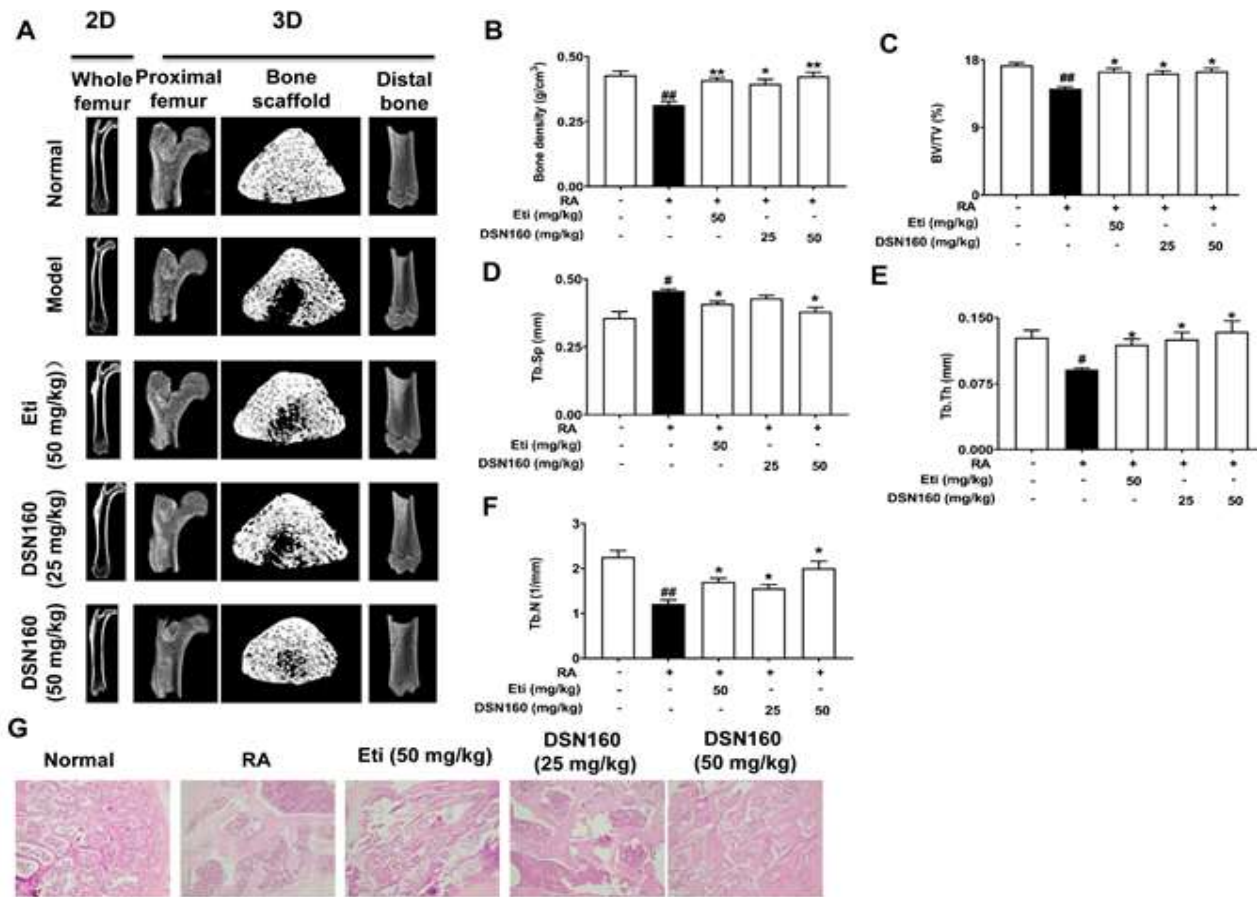 A
2D
3D
Whole femur
Proximal femur
Bone scaffold
Distal bone
Normal
Model
Eti (50 mg/kg)
DSN160 (25 mg/kg)
DSN160 (50 mg/kg)
B
Bone density (g/cm³)
0.50
0.25
0.00
## ** * **
RA - + + + +
Eti (mg/kg) - - 50 - -
DSN160 (mg/kg) - - - 25 50
C
BV/TV (%)
18
9
0
## * * *
RA - + + + +
Eti (mg/kg) - - 50 - -
DSN160 (mg/kg) - - - 25 50
D
Tb.Sp (mm)
0.50
0.25
0.00
# * *
RA - + + + +
Eti (mg/kg) - - 50 - -
DSN160 (mg/kg) - - - 25 50
E
Tb.Th (mm)
0.150
0.075
0.000
# * * *
RA - + + + +
Eti (mg/kg) - - 50 - -
DSN160 (mg/kg) - - - 25 50
F
Tb.N (1/mm)
3
2
1
0
## * * *
RA - + + + +
Eti (mg/kg) - - 50 - -
DSN160 (mg/kg) - - - 25 50
G
Normal
RA
Eti (50 mg/kg)
DSN160
(25 mg/kg)
DSN160
(50 mg/kg)